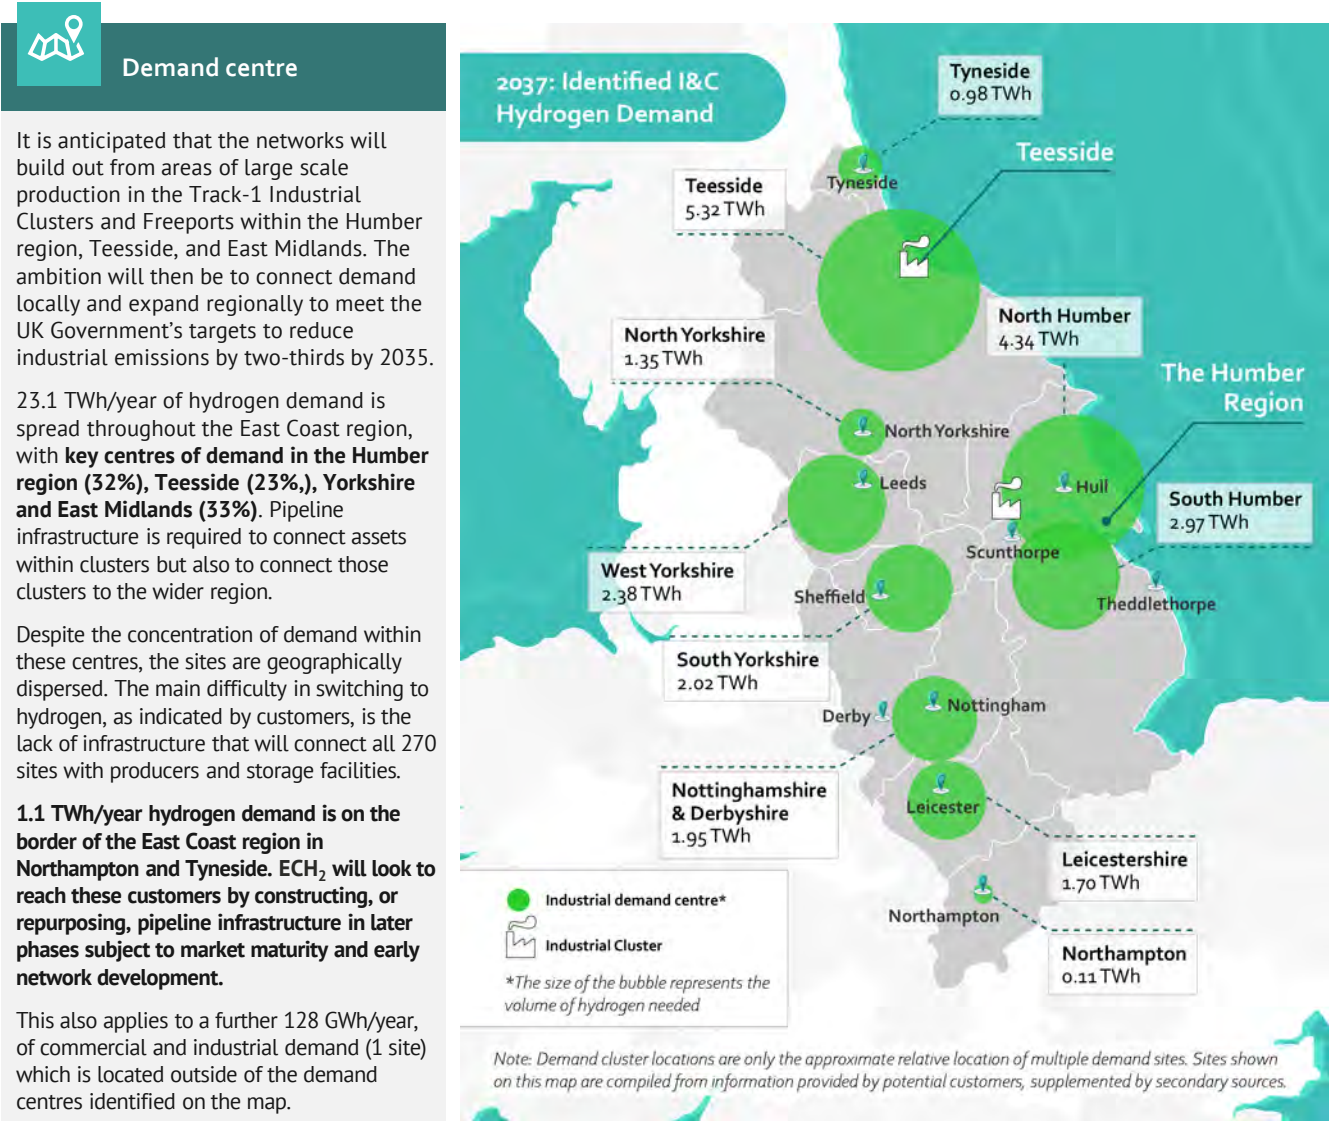 Demand centre
It is anticipated that the networks will
build out from areas of large scale
production in the Track-1 Industrial
Clusters and Freeports within the Humber
region, Teesside, and East Midlands. The
ambition will then be to connect demand
locally and expand regionally to meet the
UK Government's targets to reduce
industrial emissions by two-thirds by 2035.
23.1 TWh/year of hydrogen demand is
spread throughout the East Coast region,
with key centres of demand in the Humber
region (32%), Teesside (23%,), Yorkshire
and East Midlands (33%). Pipeline
infrastructure is required to connect assets
within clusters but also to connect those
clusters to the wider region.
Despite the concentration of demand within
these centres, the sites are geographically
dispersed. The main difficulty in switching to
hydrogen, as indicated by customers, is the
lack of infrastructure that will connect all 270
sites with producers and storage facilities.
1.1 TWh/year hydrogen demand is on the
border of the East Coast region in
Northampton and Tyneside. ECH₂ will look to
reach these customers by constructing, or
repurposing, pipeline infrastructure in later
phases subject to market maturity and early
network development.
This also applies to a further 128 GWh/year,
of commercial and industrial demand (1 site)
which is located outside of the demand
centres identified on the map.
2037: Identified I&C
Hydrogen Demand
Tyneside
0.98 TWh
Teesside
Tyneside
Teesside
5.32 TWh
North Humber
4.34 TWh
North Yorkshire
1.35 TWh
The Humber
Region
North Yorkshire
Leeds
Hull
South Humber
2.97 TWh
Scunthorpe
West Yorkshire
2.38 TWh
Sheffield
Theddlethorpe
South Yorkshire
2.02 TWh
Nottingham
Derby
Nottinghamshire
& Derbyshire
1.95 TWh
Leicester
Leicestershire
1.70 TWh
Northampton
Northampton
0.11 TWh
Industrial demand centre*
Industrial Cluster
*The size of the bubble represents the
volume of hydrogen needed
Note: Demand cluster locations are only the approximate relative location of multiple demand sites. Sites shown
on this map are compiled from information provided by potential customers, supplemented by secondary sources.